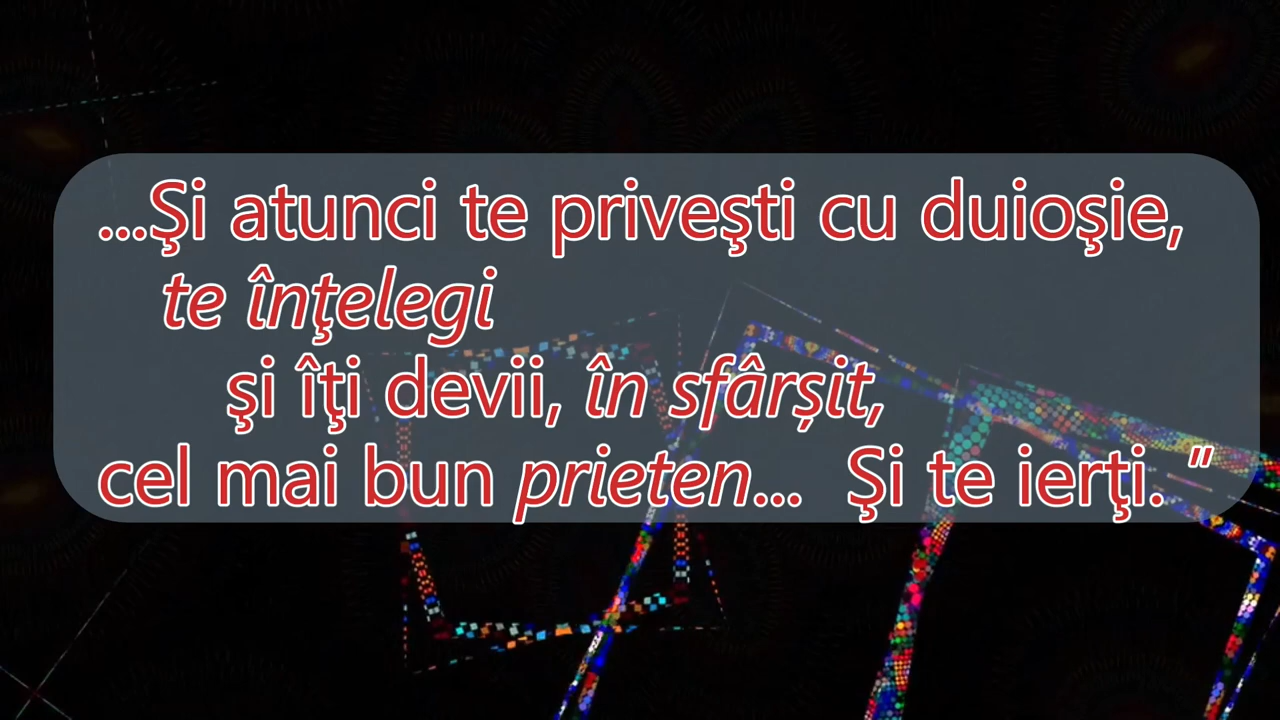 ...Şi atunci te priveşti cu duioşie,
te înţelegi
şi îţi devii, în sfârșit,
cel mai bun prieten... Şi te ierţi. ”